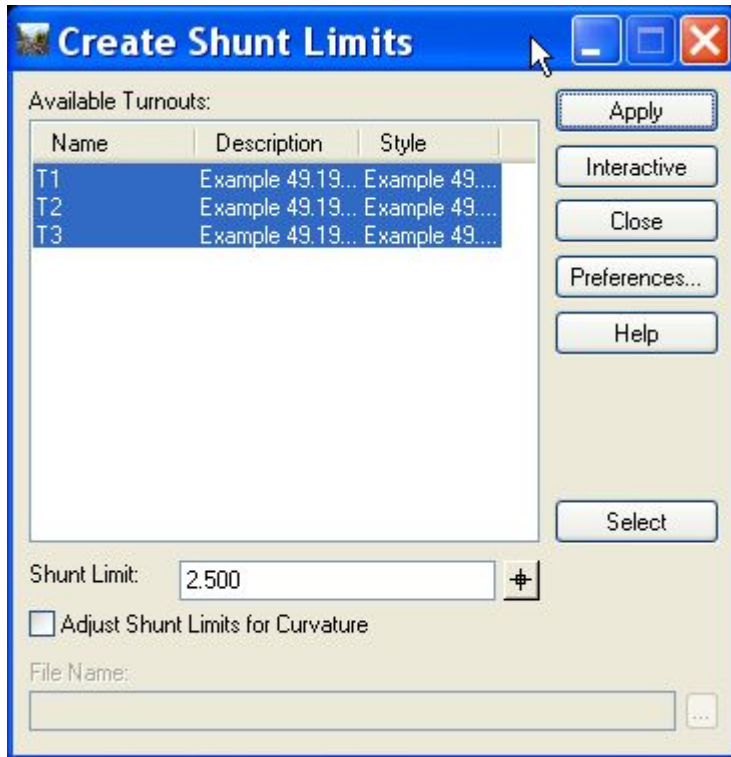 Create Shunt Limits
Available Turnouts:
Name Description Style
T1 Example 49.19... Example 49....
T2 Example 49.19... Example 49....
T3 Example 49.19... Example 49....
Apply
Interactive
Close
Preferences...
Help
Select
Shunt Limit: 2.500
Adjust Shunt Limits for Curvature
File Name:
...